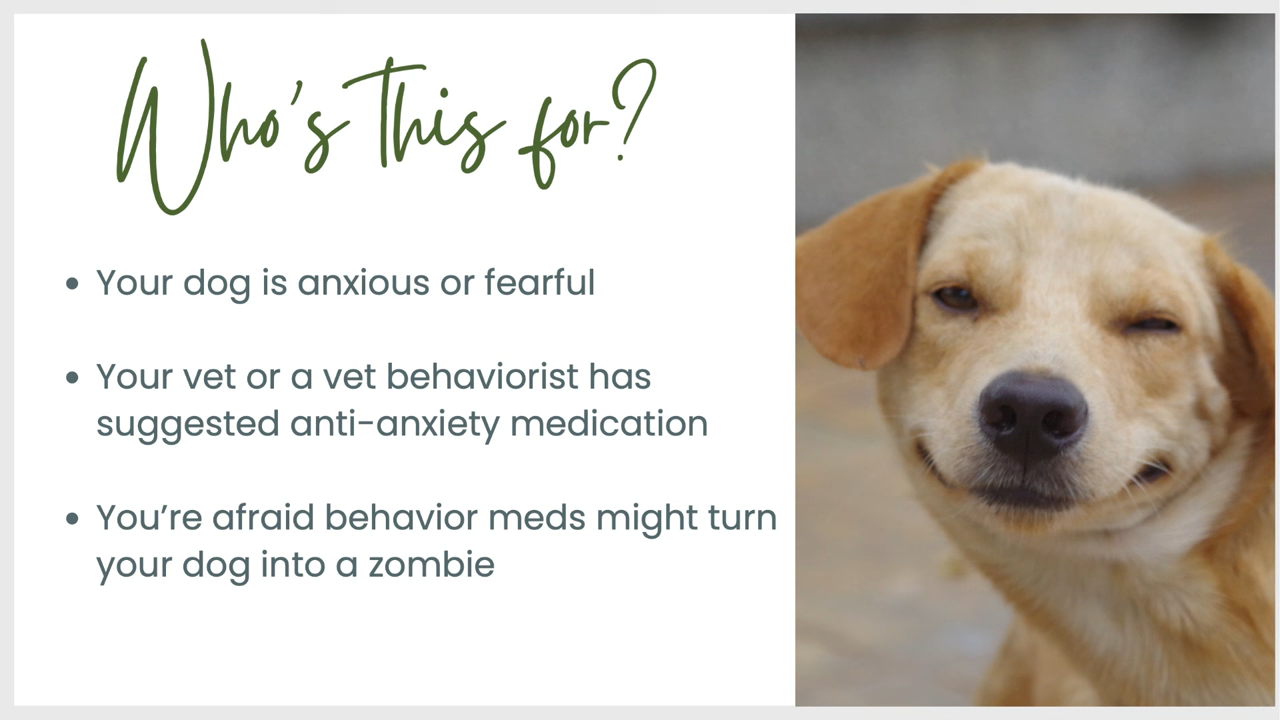 Who's this for?
• Your dog is anxious or fearful
• Your vet or a vet behaviorist has
suggested anti-anxiety medication
• You’re afraid behavior meds might turn
your dog into a zombie